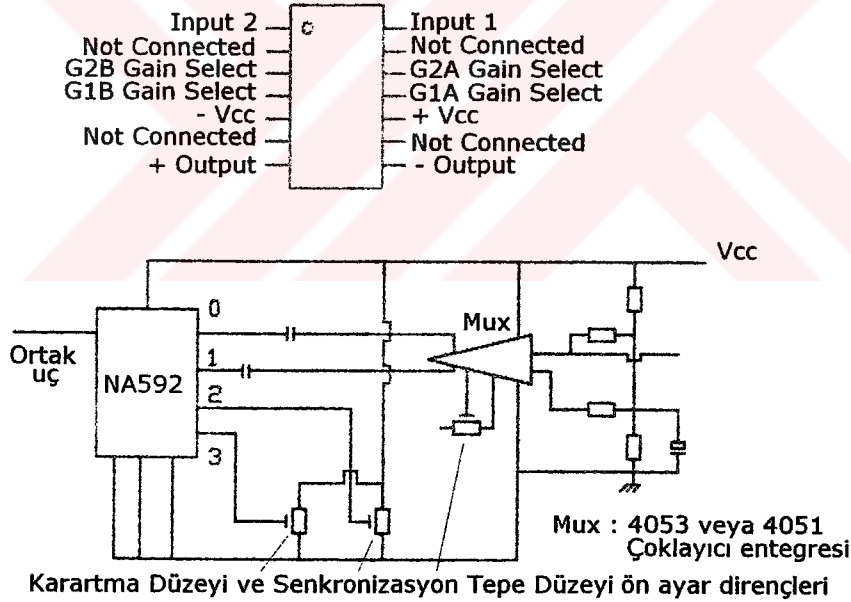 Input 2
Input 1
Not Connected
Not Connected
G2B Gain Select
G2A Gain Select
G1B Gain Select
G1A Gain Select
- Vcc
+ Vcc
Not Connected
Not Connected
+ Output
- Output
Vcc
0
Mux
Ortak
uç
1
NA592
2
3
Mux : 4053 veya 4051
Çoklayıcı entegresi
Karartma Düzeyi ve Senkronizasyon Tepe Düzeyi ön ayar dirençleri